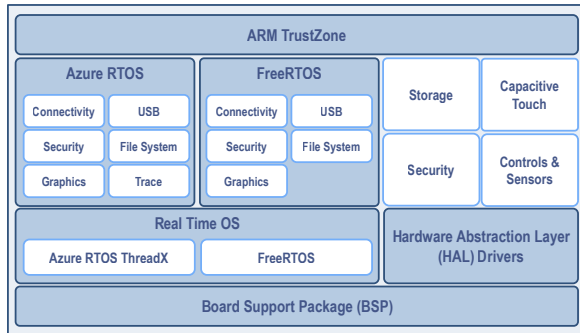 ARM TrustZone
Azure RTOS
Connectivity
USB
Security
File System
Graphics
Trace
FreeRTOS
Connectivity
USB
Security
File System
Graphics
Storage
Capacitive
Touch
Security
Controls &
Sensors
Real Time OS
Azure RTOS ThreadX
FreeRTOS
Hardware Abstraction Layer
(HAL) Drivers
Board Support Package (BSP)